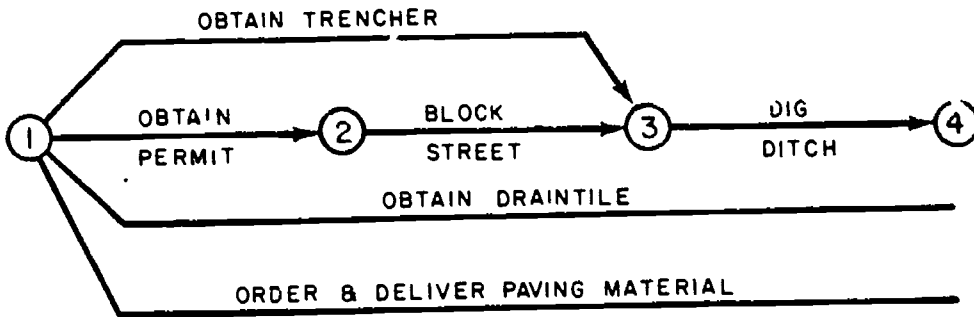 OBTAIN TRENCHER
1 OBTAIN PERMIT 2 BLOCK STREET 3 DIG DITCH 4
OBTAIN DRAINTILE
ORDER & DELIVER PAVING MATERIAL